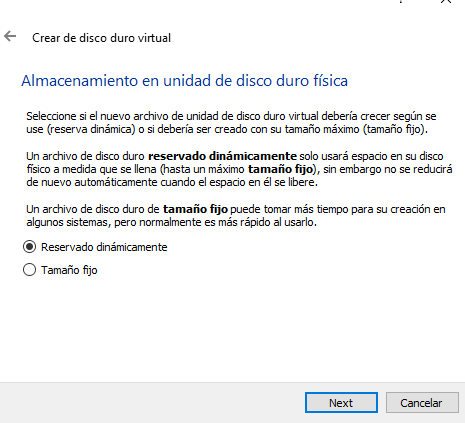 Crear de disco duro virtual
Almacenamiento en unidad de disco duro física
Seleccione si el nuevo archivo de unidad de disco duro virtual debería crecer según se
use (reserva dinámica) o si debería ser creado con su tamaño máximo (tamaño fijo).
Un archivo de disco duro reservado dinámicamente solo usará espacio en su disco
físico a medida que se llena (hasta un máximo tamaño fijo), sin embargo no se reducirá
de nuevo automáticamente cuando el espacio en él se libere.
Un archivo de disco duro de tamaño fijo puede tomar más tiempo para su creación en
algunos sistemas, pero normalmente es más rápido al usarlo.
Reservado dinámicamente
Tamaño fijo
Next
Cancelar